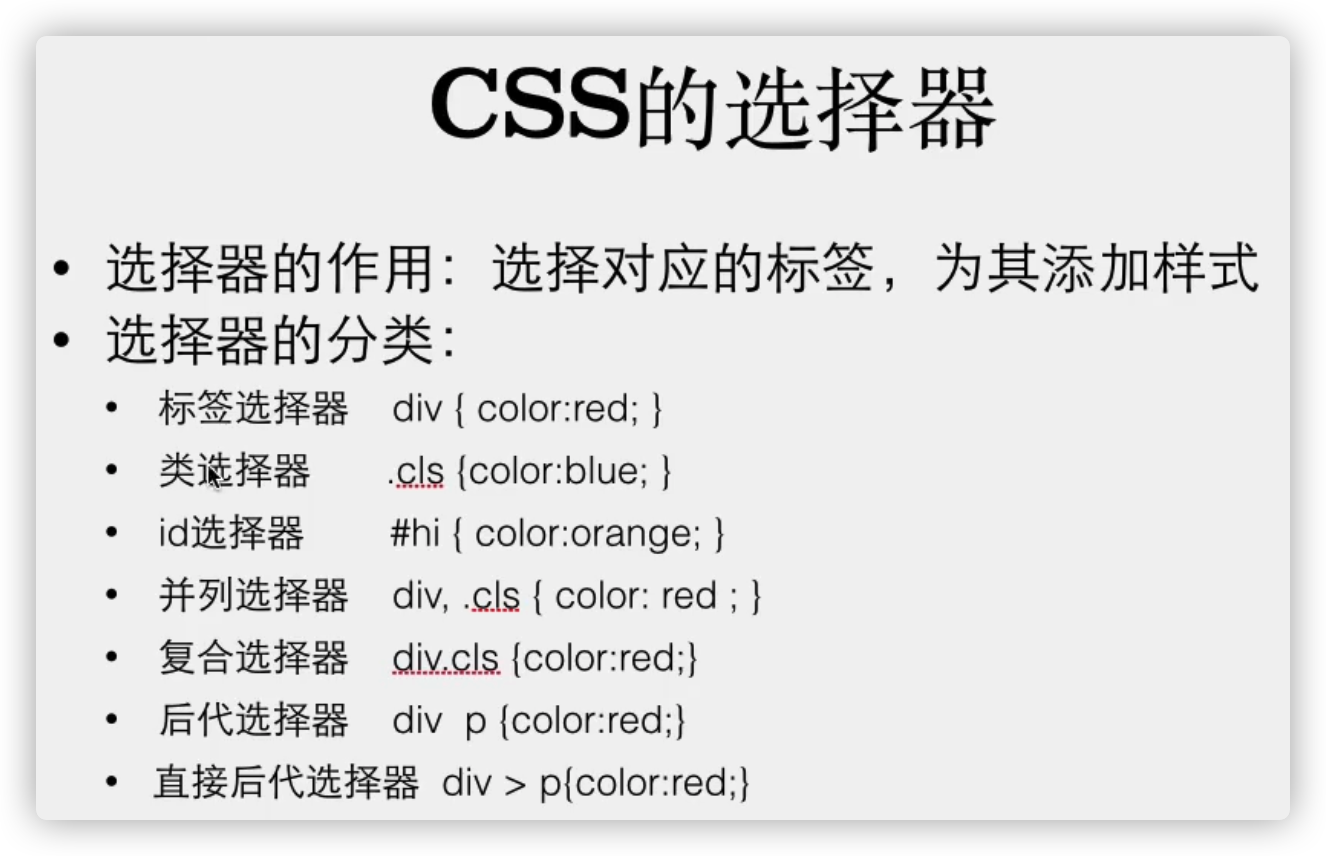 CSS的选择器
• 选择器的作用：选择对应的标签，为其添加样式
• 选择器的分类：
• 标签选择器 div { color:red; }
• 类选择器 .cls {color:blue; }
• id选择器 #hi { color:orange; }
• 并列选择器 div, .cls { color: red ; }
• 复合选择器 div.cls {color:red;}
• 后代选择器 div p {color:red;}
• 直接后代选择器 div > p{color:red;}